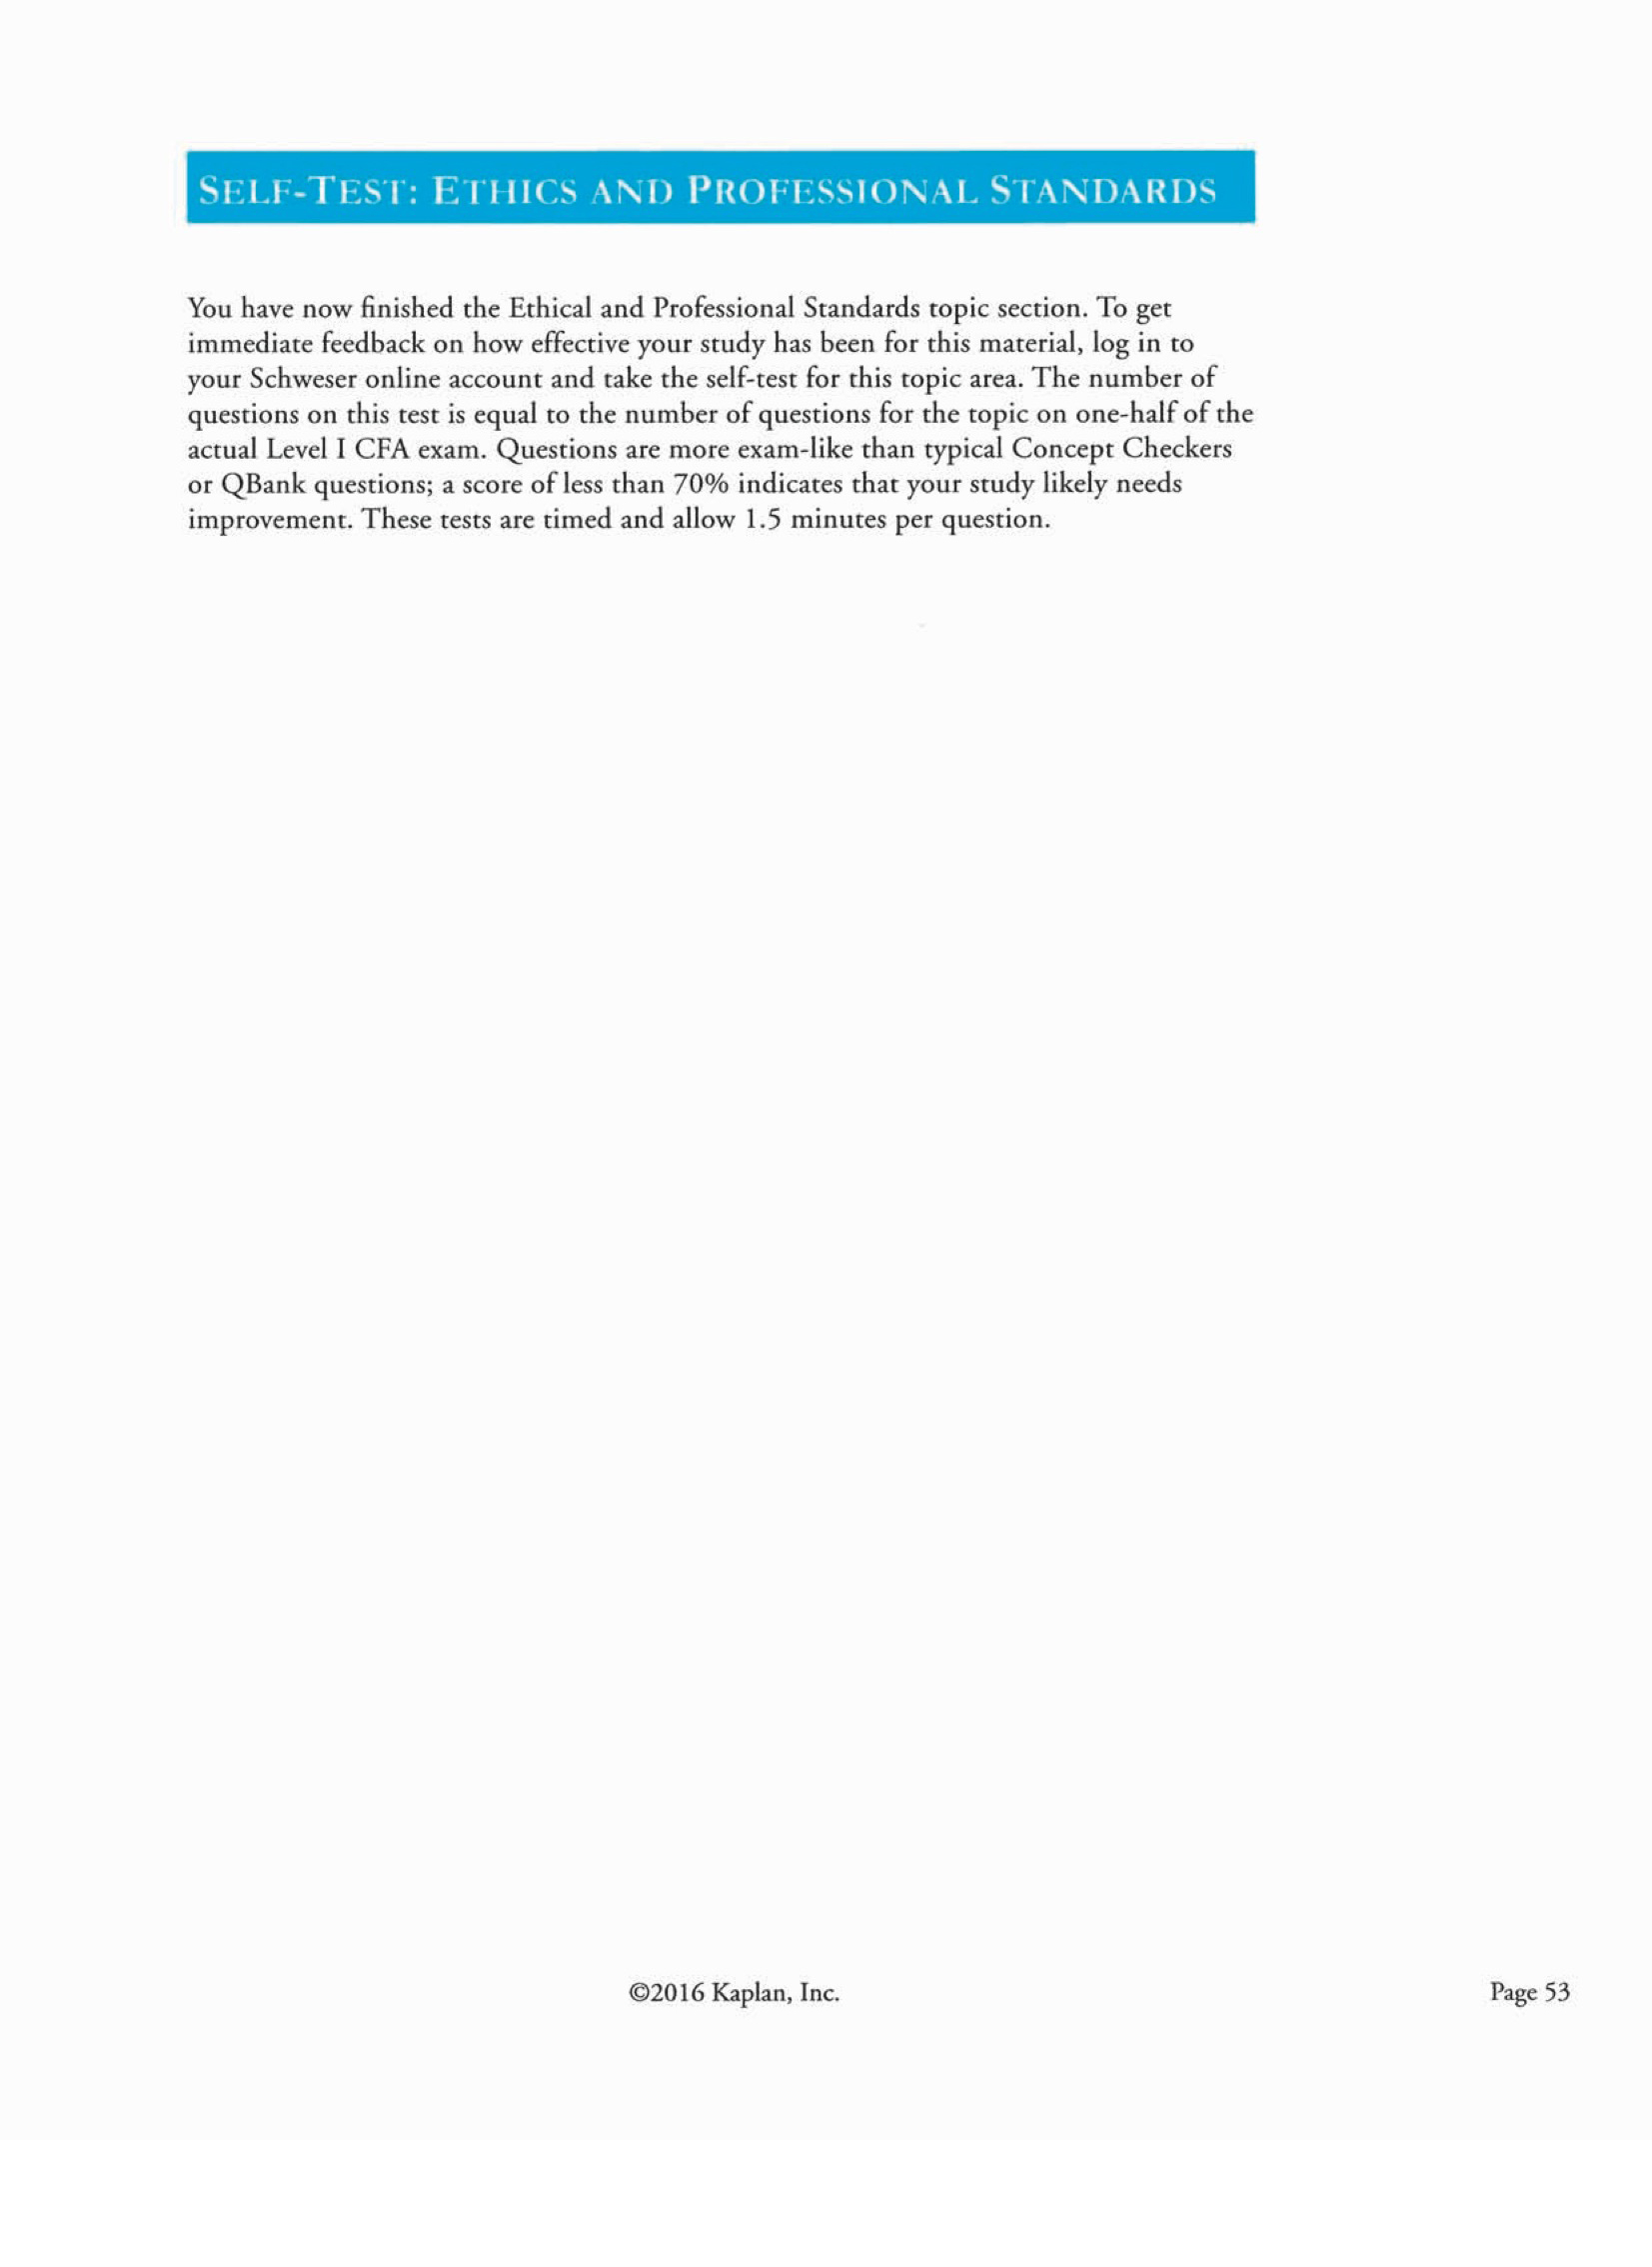 SELF-TEST: ETHICS AND PROFESSIONAL STANDARDS
You have now finished the Ethical and Professional Standards topic section. To get
immediate feedback on how effective your study has been for this material, log in to
your Schweser online account and take the self-test for this topic area. The number of
questions on this test is equal to the number of questions for the topic on one-half of the
actual Level I CFA exam. Questions are more exam-like than typical Concept Checkers
or QBank questions; a score of less than 70% indicates that your study likely needs
improvement. These tests are timed and allow 1.5 minutes per question.
©2016 Kaplan, Inc.
Page 53